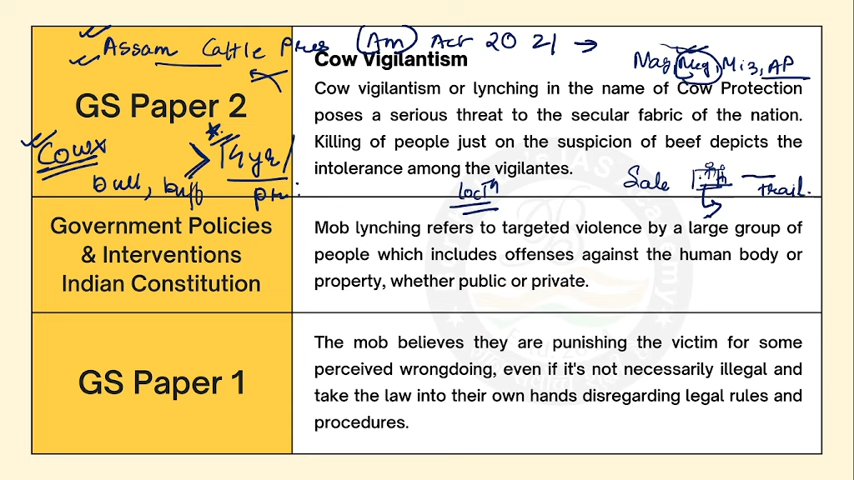 Assam Cattle Pres (Am) Act 2021 →
Nag, Meg, Miz, AP
GS Paper 2
Cow Vigilantism
Cow vigilantism or lynching in the name of Cow Protection
poses a serious threat to the secular fabric of the nation.
Killing of people just on the suspicion of beef depicts the
intolerance among the vigilantes.
Cow x
> 14 yr/
bull, buff
locTn
Sale
trail.
Government Policies
& Interventions
Indian Constitution
Mob lynching refers to targeted violence by a large group of
people which includes offenses against the human body or
property, whether public or private.
GS Paper 1
The mob believes they are punishing the victim for some
perceived wrongdoing, even if it's not necessarily illegal and
take the law into their own hands disregarding legal rules and
procedures.